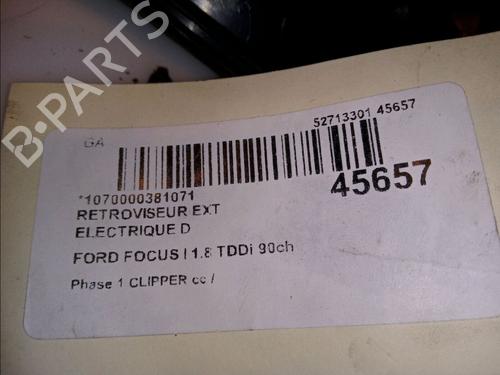 B-PARTS
52713301 45657
GA
*1070000381071
45657
RETROVISEUR EXT
ELECTRIQUE D
FORD FOCUS I 1.8 TDDi 90ch
Phase 1 CLIPPER cc /